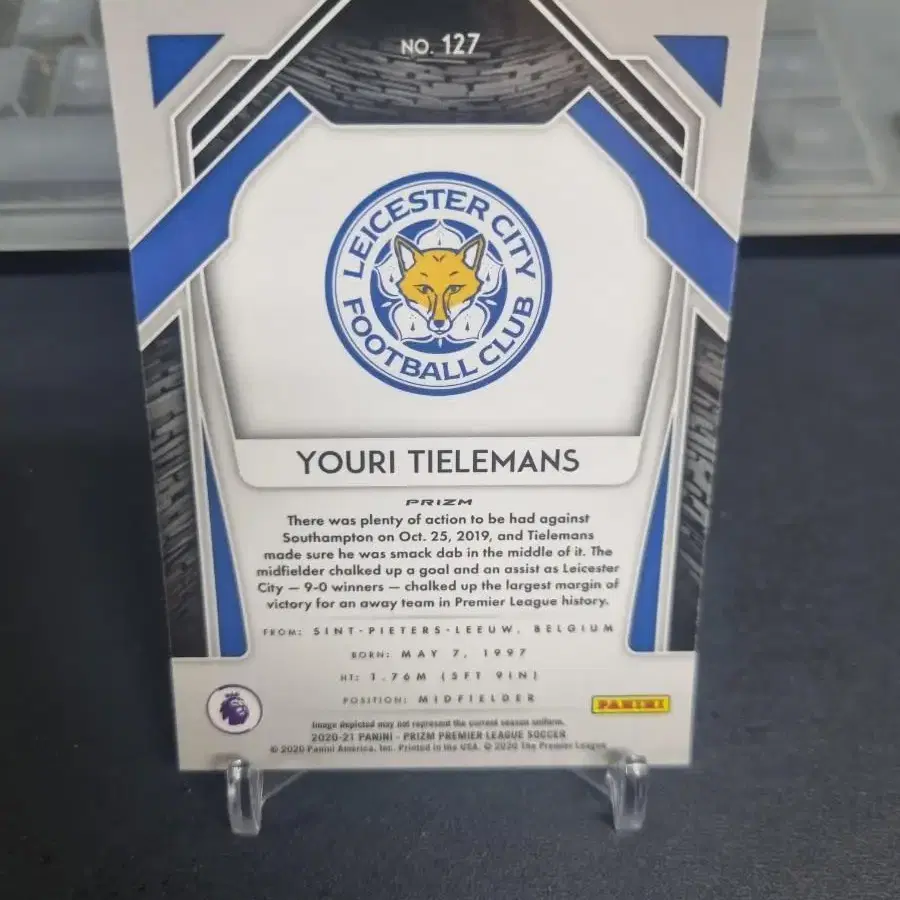 NO. 127
LEICESTER CITY
FOOTBALL CLUB
YOURI TIELEMANS
PRIZM
There was plenty of action to be had against
Southampton on Oct. 25, 2019, and Tielemans
made sure he was smack dab in the middle of it. The
midfielder chalked up a goal and an assist as Leicester
City — 9-0 winners — chalked up the largest margin of
victory for an away team in Premier League history.
FROM: SINT-PIETERS-LEEUW, BELGIUM
BORN: MAY 7, 1997
HT: 1.76M (5FT 9IN)
POSITION: MIDFIELDER
PANINI
Image depicted may not represent the current season uniform.
2020-21 PANINI - PRIZM PREMIER LEAGUE SOCCER
© 2020 Panini America, Inc. Printed in the USA. © 2020 The Premier League